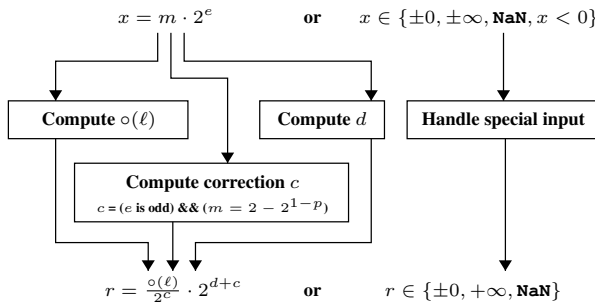 x = m · 2^e or x ∈ {±0, ±∞, NaN, x < 0}
Compute ∘(ℓ) Compute d Handle special input
Compute correction c
c = (e is odd) && (m = 2 − 2^{1−p})
r = \frac{∘(ℓ)}{2^c} · 2^{d+c} or r ∈ {±0, +∞, NaN}